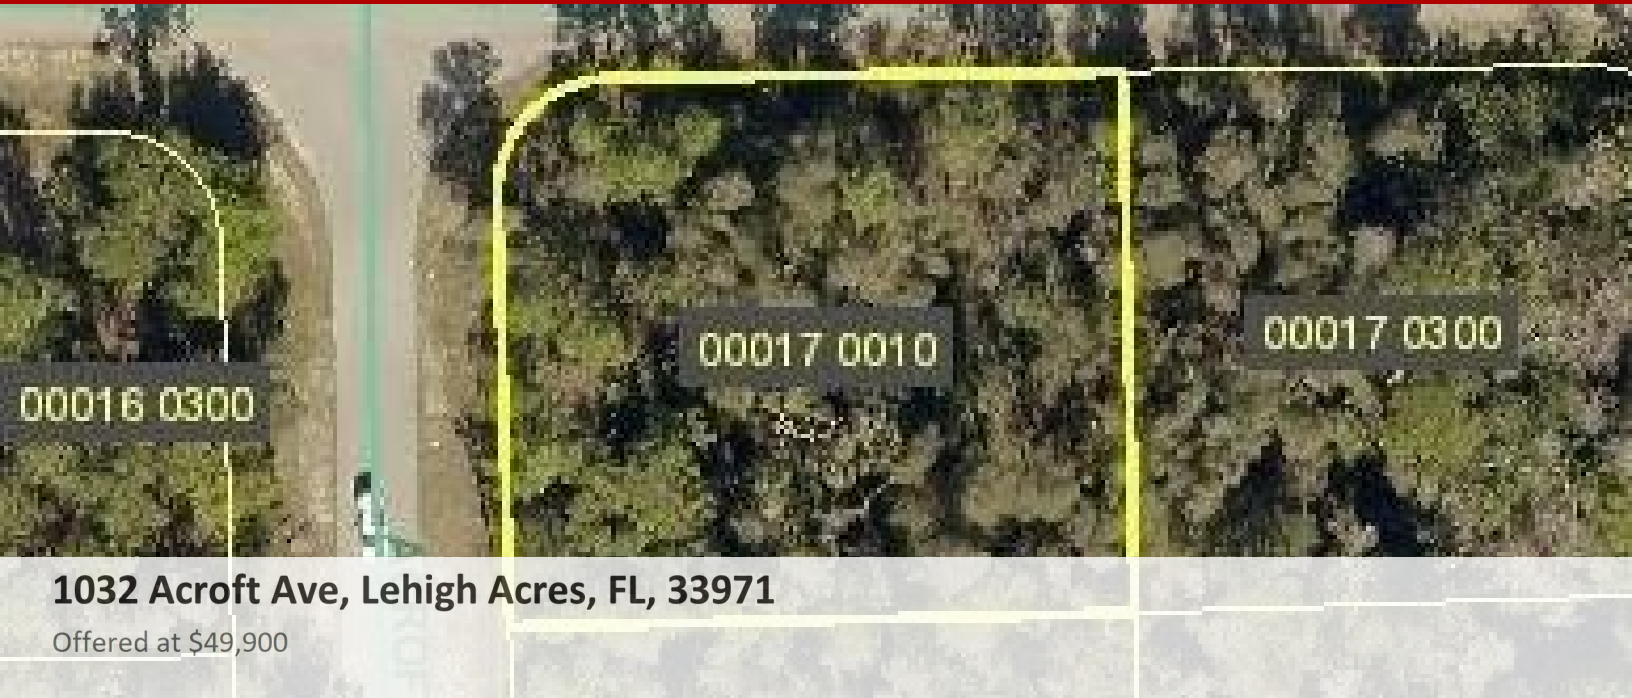 00017 0010
00017 0300
00016 0300
1032 Acroft Ave, Lehigh Acres, FL, 33971
Offered at $49,900